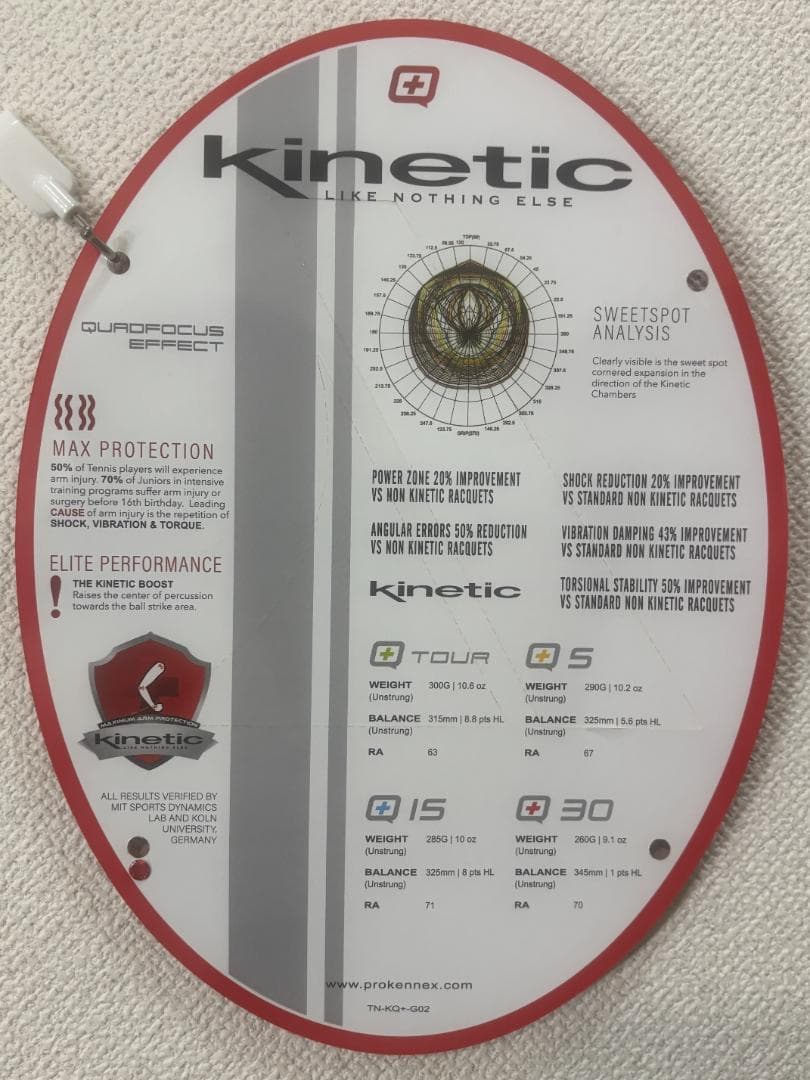 Kinetic
LIKE NOTHING ELSE
QUADFOCUS
EFFECT
MAX PROTECTION
50% of Tennis players will experience
arm injury. 70% of Juniors in intensive
training programs suffer arm injury or
surgery before 16th birthday. Leading
CAUSE of arm injury is the repetition of
SHOCK, VIBRATION & TORQUE.
ELITE PERFORMANCE
THE KINETIC BOOST
Raises the center of percussion
towards the ball strike area.
MAXIMUM ARM PROTECTION
Kinetic
LIKE NOTHING ELSE
ALL RESULTS VERIFIED BY
MIT SPORTS DYNAMICS
LAB AND KOLN
UNIVERSITY,
GERMANY
SWEETSPOT
ANALYSIS
Clearly visible is the sweet spot
cornered expansion in the
direction of the Kinetic
Chambers
POWER ZONE 20% IMPROVEMENT
VS NON KINETIC RACQUETS
SHOCK REDUCTION 20% IMPROVEMENT
VS STANDARD NON KINETIC RACQUETS
ANGULAR ERRORS 50% REDUCTION
VS NON KINETIC RACQUETS
VIBRATION DAMPING 43% IMPROVEMENT
VS STANDARD NON KINETIC RACQUETS
Kinetic
TORSIONAL STABILITY 50% IMPROVEMENT
VS STANDARD NON KINETIC RACQUETS
Q TOUR
WEIGHT 300G | 10.6 oz
(Unstrung)
BALANCE 315mm | 8.8 pts HL
(Unstrung)
RA 63
Q 5
WEIGHT 290G | 10.2 oz
(Unstrung)
BALANCE 325mm | 5.6 pts HL
(Unstrung)
RA 67
Q 15
WEIGHT 285G | 10 oz
(Unstrung)
BALANCE 325mm | 8 pts HL
(Unstrung)
RA 71
Q 30
WEIGHT 260G | 9.1 oz
(Unstrung)
BALANCE 345mm | 1 pts HL
(Unstrung)
RA 70
www.prokennex.com
TN-KQ+-G02